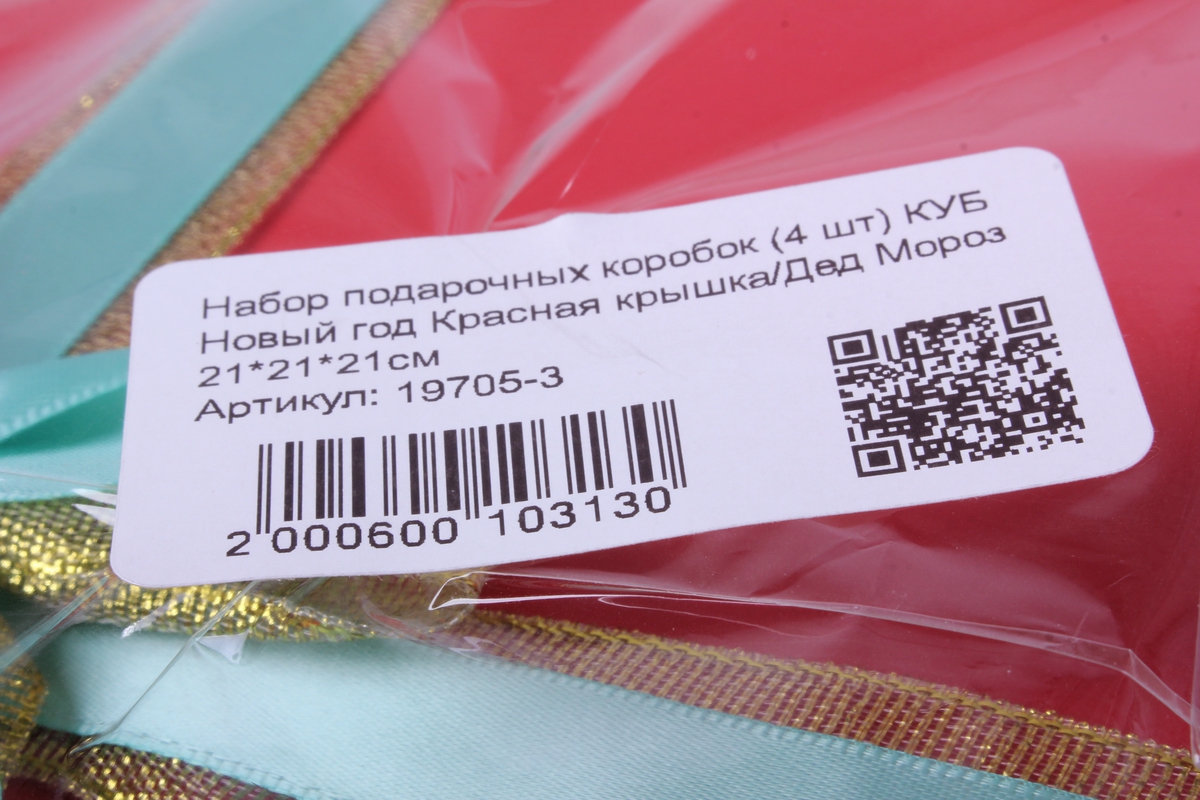 Набор подарочных коробок (4 шт) КУБ
Новый год Красная крышка/Дед Мороз
21*21*21см
Артикул: 19705-3
2 000600 103130